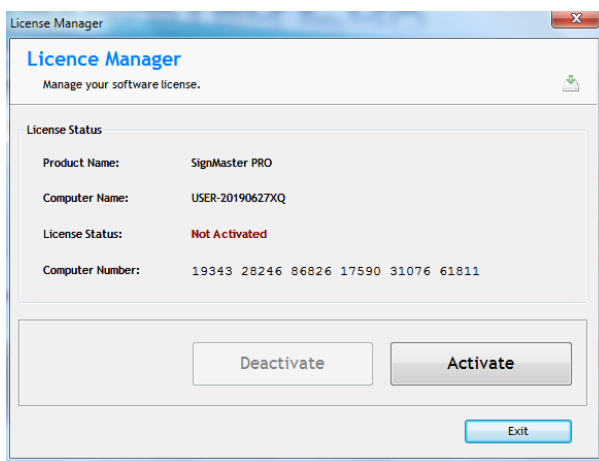 License Manager
Licence Manager
Manage your software license.
License Status
Product Name: SignMaster PRO
Computer Name: USER-20190627XQ
License Status: Not Activated
Computer Number: 19343 28246 86826 17590 31076 61811
Deactivate Activate
Exit